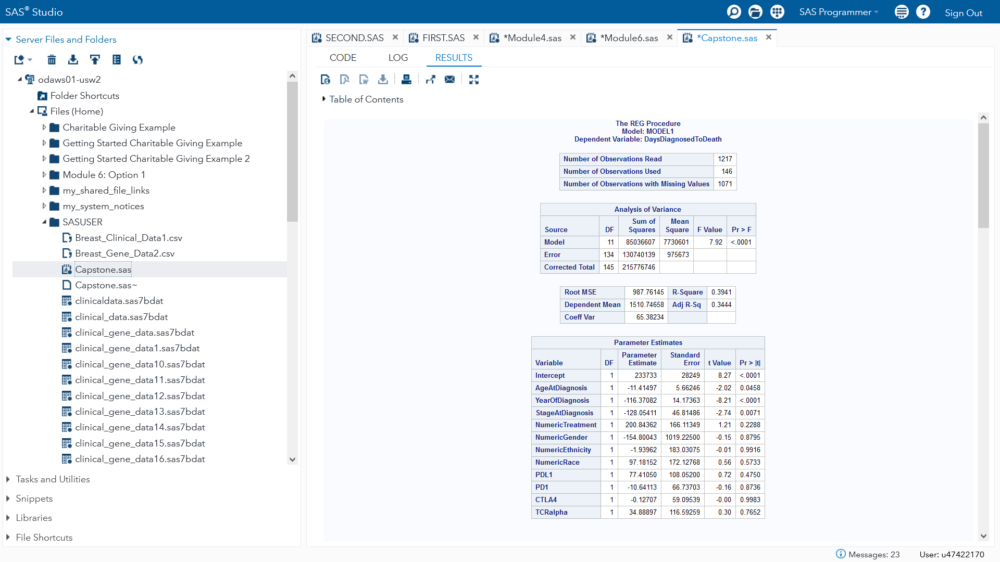 SAS® Studio
SAS Programmer
Sign Out
Server Files and Folders
odaws01-usw2
Folder Shortcuts
Files (Home)
Charitable Giving Example
Getting Started Charitable Giving Example
Getting Started Charitable Giving Example 2
Module 6: Option 1
my_shared_file_links
my_system_notices
SASUSER
Breast_Clinical_Data1.csv
Breast_Gene_Data2.csv
Capstone.sas
Capstone.sas~
clinicaldata.sas7bdat
clinical_data.sas7bdat
clinical_gene_data.sas7bdat
clinical_gene_data1.sas7bdat
clinical_gene_data10.sas7bdat
clinical_gene_data11.sas7bdat
clinical_gene_data12.sas7bdat
clinical_gene_data13.sas7bdat
clinical_gene_data14.sas7bdat
clinical_gene_data15.sas7bdat
clinical_gene_data16.sas7bdat
Tasks and Utilities
Snippets
Libraries
File Shortcuts
SECOND.SAS FIRST.SAS *Module4.sas *Module6.sas *Capstone.sas
CODE LOG RESULTS
Table of Contents
The REG Procedure
Model: MODEL1
Dependent Variable: DaysDiagnosedToDeath
Number of Observations Read 1217
Number of Observations Used 146
Number of Observations with Missing Values 1071
Analysis of Variance
Source DF Sum of Squares Mean Square F Value Pr > F
Model 11 85036607 7730601 7.92 <.0001
Error 134 130740139 975673
Corrected Total 145 215776746
Root MSE 987.76145 R-Square 0.3941
Dependent Mean 1510.74658 Adj R-Sq 0.3444
Coeff Var 65.38234
Parameter Estimates
Variable DF Parameter Estimate Standard Error t Value Pr > |t|
Intercept 1 233733 28249 8.27 <.0001
AgeAtDiagnosis 1 -11.41497 5.66246 -2.02 0.0458
YearOfDiagnosis 1 -116.37082 14.17363 -8.21 <.0001
StageAtDiagnosis 1 -128.05411 46.81486 -2.74 0.0071
NumericTreatment 1 200.84362 166.11349 1.21 0.2288
NumericGender 1 -154.80043 1019.22500 -0.15 0.8795
NumericEthnicity 1 -1.93962 183.03075 -0.01 0.9916
NumericRace 1 97.18152 172.12768 0.56 0.5733
PDL1 1 77.41050 108.05200 0.72 0.4750
PD1 1 -10.64113 66.73703 -0.16 0.8736
CTLA4 1 -0.12707 59.09539 -0.00 0.9983
TCRalpha 1 34.88897 116.59259 0.30 0.7652
Messages: 23
User: u47422170